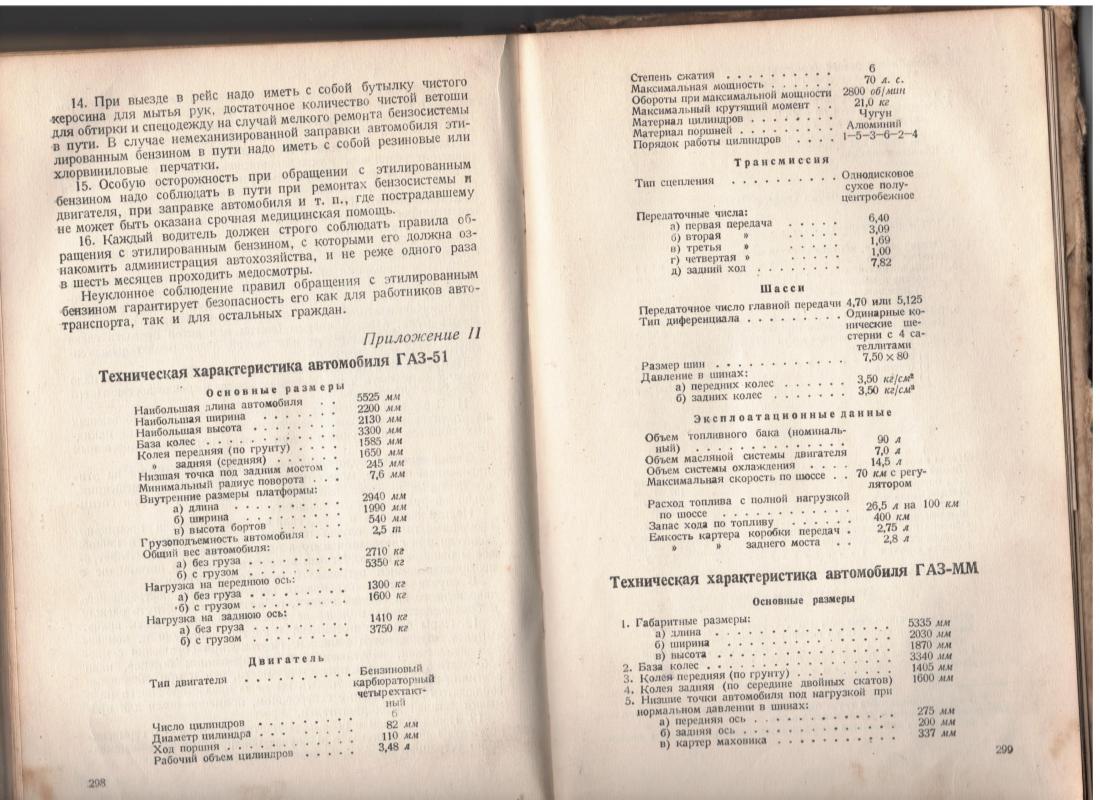 14. При выезде в рейс надо иметь с собой бутылку чистого
керосина для мытья рук, достаточное количество чистой ветоши
для обтирки и спецодежду на случай мелкого ремонта бензосистемы
в пути. В случае немеханизированной заправки автомобиля эти-
лированным бензином в пути надо иметь с собой резиновые или
хлорвиниловые перчатки.
15. Особую осторожность при обращении с этилированным
бензином надо соблюдать в пути при ремонтах бензосистемы и
двигателя, при заправке автомобиля и т. п., где пострадавшему
не может быть оказана срочная медицинская помощь.
16. Каждый водитель должен строго соблюдать правила об-
ращения с этилированным бензином, с которыми его должна оз-
накомить администрация автохозяйства, и не реже одного раза
в шесть месяцев проходить медосмотры.
Неуклонное соблюдение правил обращения с этилированным
бензином гарантирует безопасность его как для работников авто-
транспорта, так и для остальных граждан.
Приложение II
Техническая характеристика автомобиля ГАЗ-51
Основные размеры
Наибольшая длина автомобиля . . 5525 мм
Наибольшая ширина . . . . . . 2200 мм
Наибольшая высота . . . . . . 2130 мм
База колес . . . . . . . . . 3300 мм
Колея передняя (по грунту) . . . . 1585 мм
» задняя (средняя) . . . . . 1650 мм
Низшая точка под задним мостом . 245 мм
Минимальный радиус поворота . . . 7,6 мм
Внутренние размеры платформы:
а) длина . . . . . . . . . 2940 мм
б) ширина . . . . . . . . 1990 мм
в) высота бортов . . . . . . 540 мм
Грузоподъемность автомобиля . . . 2,5 т
Общий вес автомобиля:
а) без груза . . . . . . . . 2710 кг
б) с грузом . . . . . . . . 5350 кг
Нагрузка на переднюю ось:
а) без груза . . . . . . . . 1300 кг
б) с грузом . . . . . . . . 1600 кг
Нагрузка на заднюю ось:
а) без груза . . . . . . . . 1410 кг
б) с грузом . . . . . . . . 3750 кг
Двигатель
Тип двигателя . . . . . . . . Бензиновый
карбюраторный
четырехтакт-
ный
Число цилиндров . . . . . . . . 6
Диаметр цилиндра . . . . . . . 82 мм
Ход поршня . . . . . . . . . 110 мм
Рабочий объем цилиндров . . . . . 3,48 л
298
Степень сжатия . . . . . . . . . 6
Максимальная мощность . . . . . . 70 л. с.
Обороты при максимальной мощности 2800 об/мин
Максимальный крутящий момент . . 21,0 кг
Материал цилиндров . . . . . . . Чугун
Материал поршней . . . . . . . . Алюминий
Порядок работы цилиндров . . . . 1—5—3—6—2—4
Трансмиссия
Тип сцепления . . . . . . . . . Однодисковое
сухое полу-
центробежное
Передаточные числа:
а) первая передача . . . . . 6,40
б) вторая » . . . . . 3,09
в) третья » . . . . . 1,69
г) четвертая » . . . . . 1,00
д) задний ход . . . . . . . 7,82
Шасси
Передаточное число главной передачи 4,70 или 5,125
Тип диференциала . . . . . . . . Одинарные ко-
нические ше-
стерни с 4 са-
теллитами
Размер шин . . . . . . . . . . 7,50 × 80
Давление в шинах:
а) передних колес . . . . . . 3,50 кг/см²
б) задних колес . . . . . . . 3,50 кг/см²
Эксплоатационные данные
Объем топливного бака (номиналь-
ный) . . . . . . . . . . . 90 л
Объем масляной системы двигателя 7,0 л
Объем системы охлаждения . . . . 14,5 л
Максимальная скорость по шоссе . . 70 км с регу-
лятором
Расход топлива с полной нагрузкой
по шоссе . . . . . . . . . . 26,5 л на 100 км
Запас хода по топливу . . . . . . 400 км
Емкость картера коробки передач . 2,75 л
» » заднего моста . . 2,8 л
Техническая характеристика автомобиля ГАЗ-ММ
Основные размеры
1. Габаритные размеры:
а) длина . . . . . . . . . . . . 5335 мм
б) ширина . . . . . . . . . . . 2030 мм
в) высота . . . . . . . . . . . 1870 мм
2. База колес . . . . . . . . . . . . 3340 мм
3. Колея передняя (по грунту) . . . . . . 1405 мм
4. Колея задняя (по середине двойных скатов) 1600 мм
5. Низшие точки автомобиля под нагрузкой при
нормальном давлении в шинах:
а) передняя ось . . . . . . . . . 275 мм
б) задняя ось . . . . . . . . . . 200 мм
в) картер маховика . . . . . . . . 337 мм
299